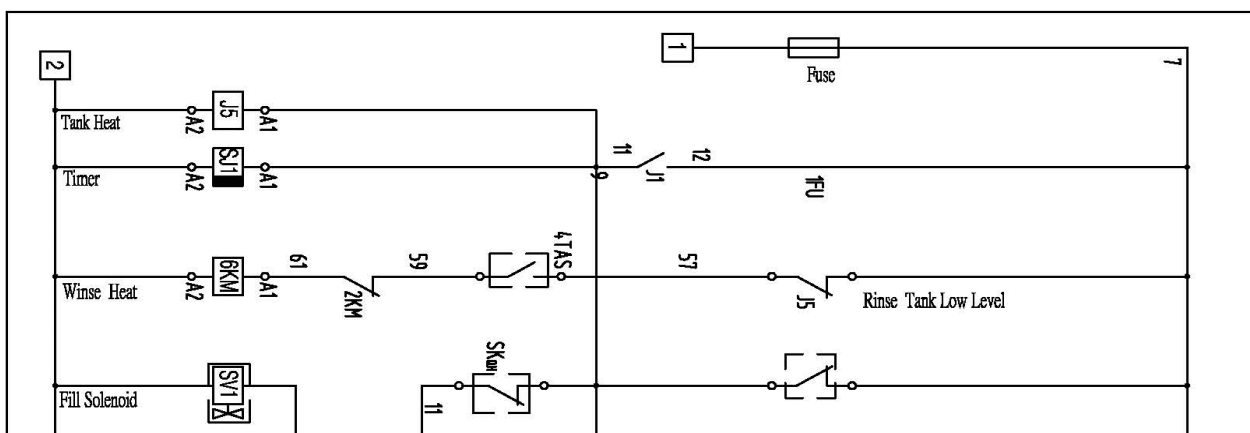 1
Fuse
7
2
J5
A2
A1
Tank Heat
SJ1
A2
A1
Timer
11
J1
12
9
1FU
6KM
A2
A1
Winse Heat
61
2KM
59
4TAS
57
J5
Rinse Tank Low Level
SV1
Fill Solenoid
11